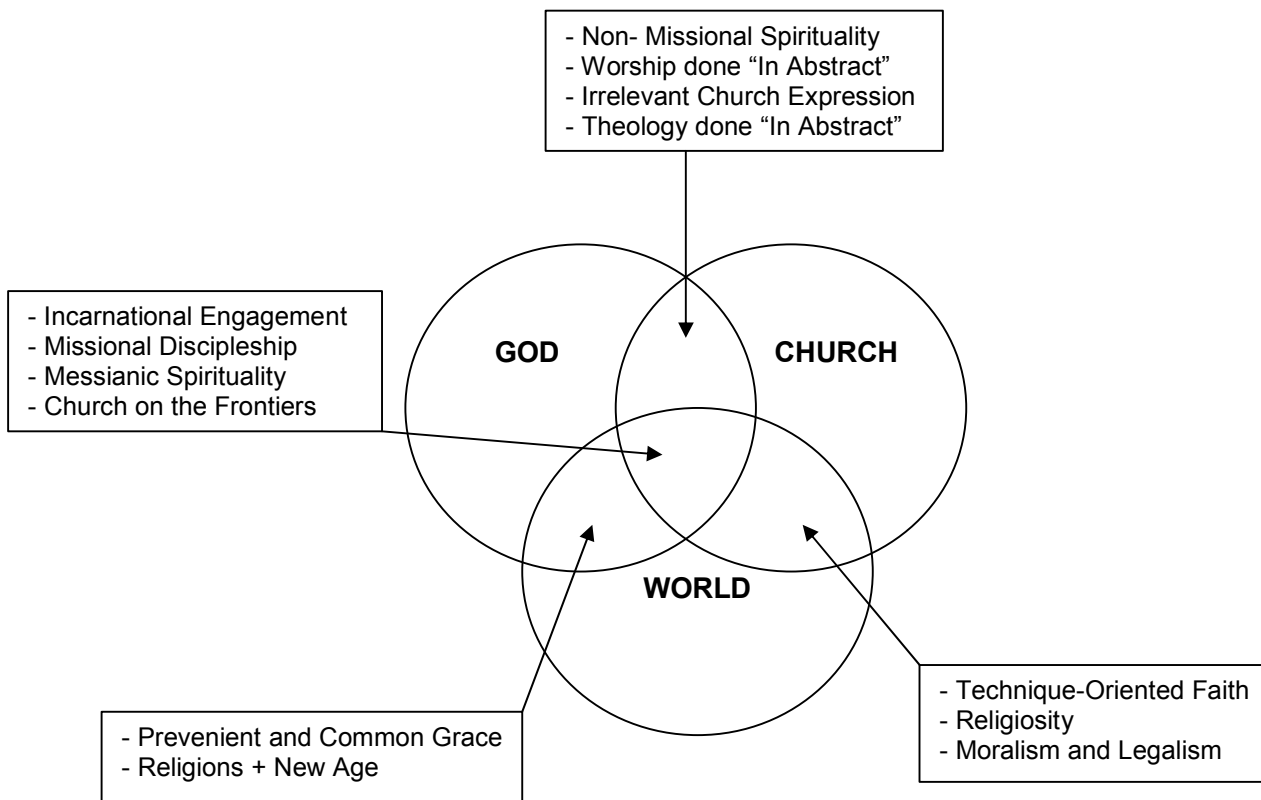 - Non- Missional Spirituality
- Worship done “In Abstract”
- Irrelevant Church Expression
- Theology done “In Abstract”
- Incarnational Engagement
- Missional Discipleship
- Messianic Spirituality
- Church on the Frontiers
GOD
CHURCH
WORLD
- Prevenient and Common Grace
- Religions + New Age
- Technique-Oriented Faith
- Religiosity
- Moralism and Legalism